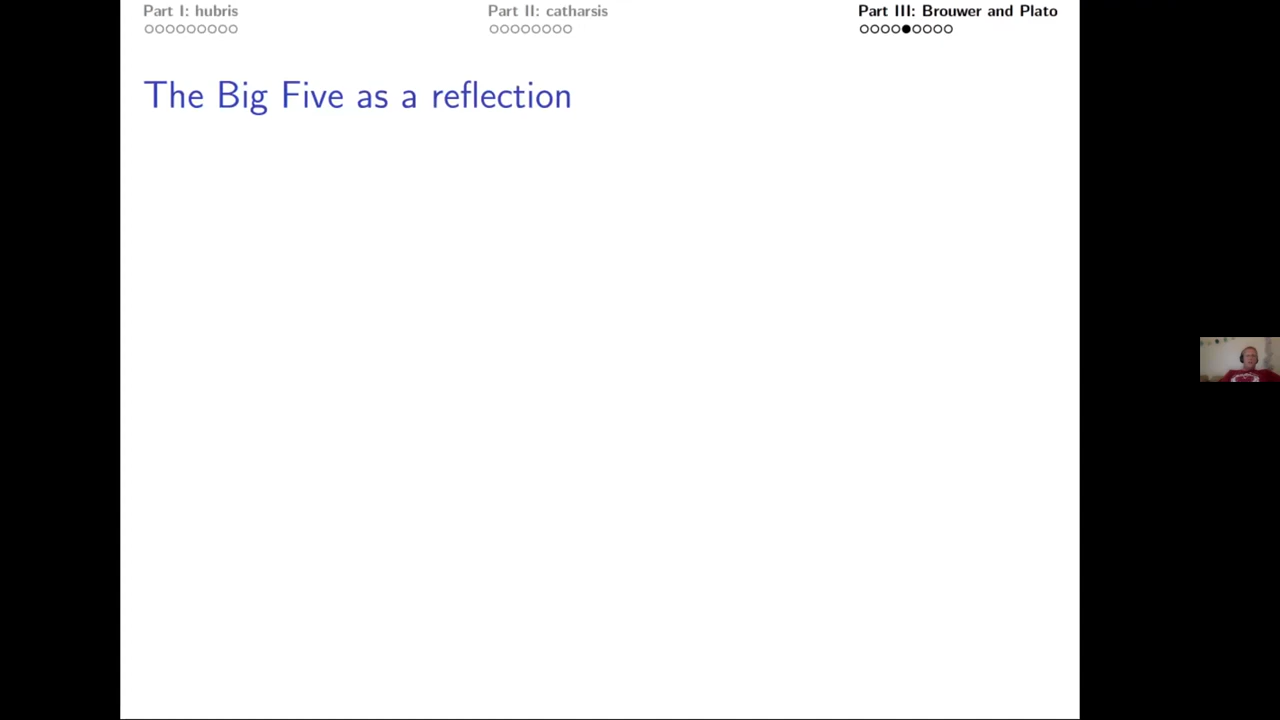 Part I: hubris
Part II: catharsis
Part III: Brouwer and Plato
The Big Five as a reflection